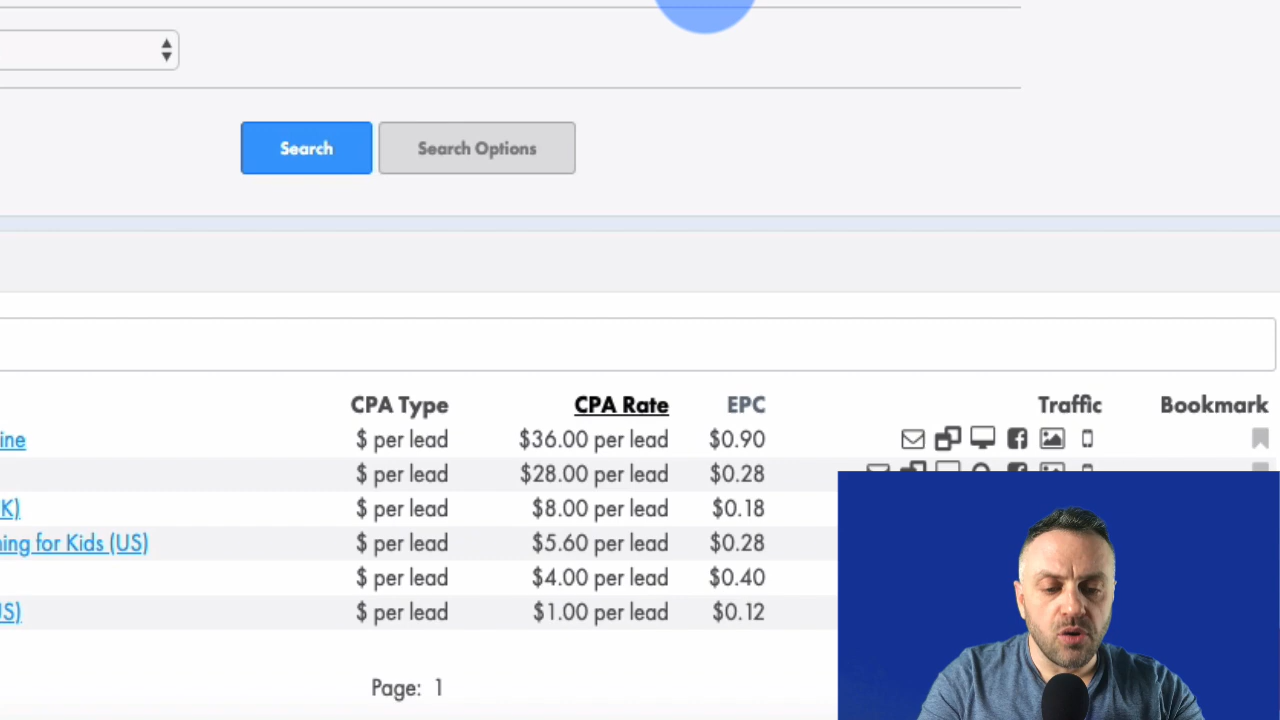 Search Search Options
CPA Type CPA Rate EPC Traffic Bookmark
ine $ per lead $36.00 per lead $0.90
$ per lead $28.00 per lead $0.28
K) $ per lead $8.00 per lead $0.18
ing for Kids (US) $ per lead $5.60 per lead $0.28
$ per lead $4.00 per lead $0.40
JS) $ per lead $1.00 per lead $0.12
Page: 1